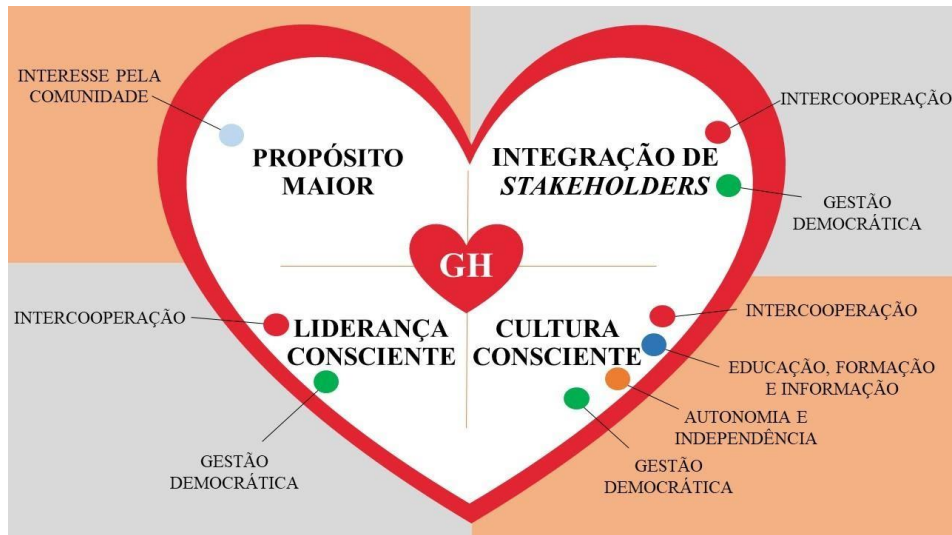 INTERESSE PELA
COMUNIDADE
PROPÓSITO
MAIOR
INTEGRAÇÃO DE
STAKEHOLDERS
INTERCOOPERAÇÃO
GESTÃO
DEMOCRÁTICA
GH
INTERCOOPERAÇÃO
LIDERANÇA
CONSCIENTE
GESTÃO
DEMOCRÁTICA
CULTURA
CONSCIENTE
INTERCOOPERAÇÃO
EDUCAÇÃO, FORMAÇÃO
E INFORMAÇÃO
AUTONOMIA E
INDEPENDÊNCIA
GESTÃO
DEMOCRÁTICA